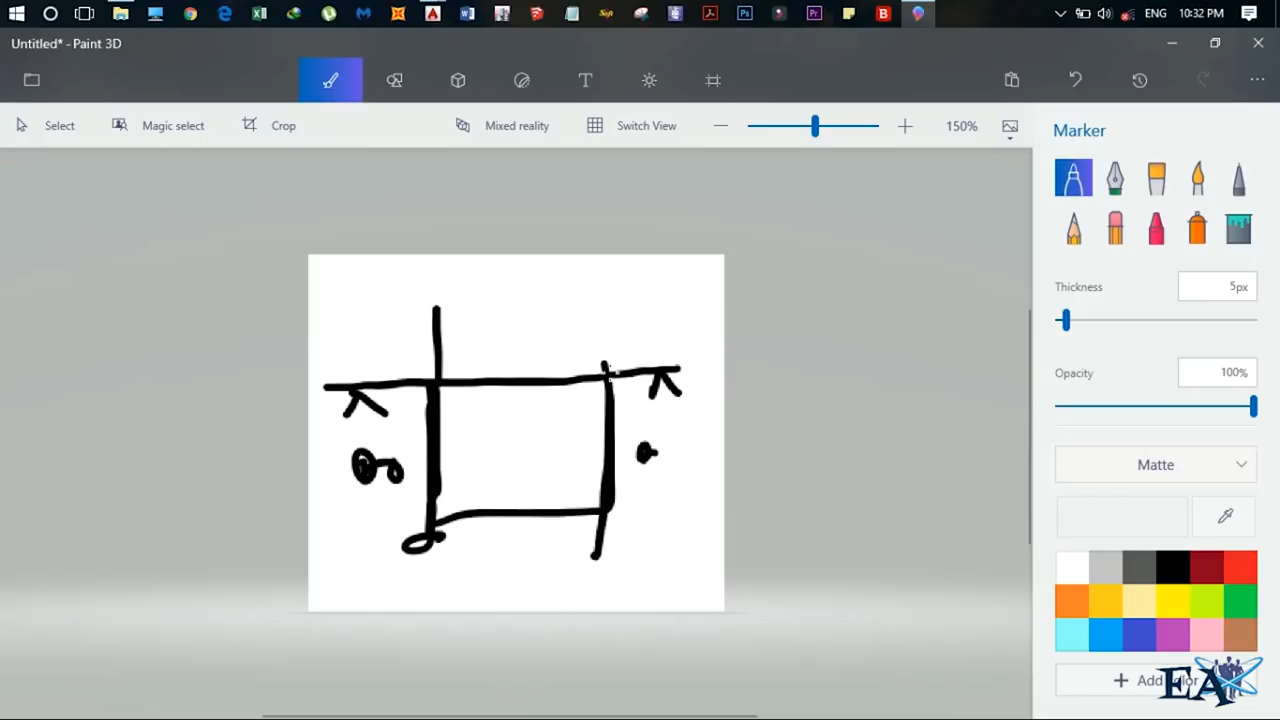 ENG 10:32 PM
Untitled* - Paint 3D
Select Magic select Crop Mixed reality Switch View 150%
Marker
Thickness 5px
Opacity 100%
Matte
EA